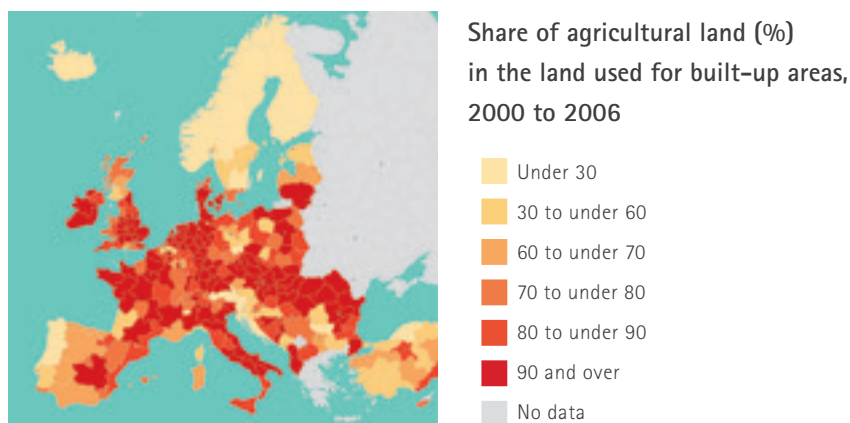 Share of agricultural land (%)
in the land used for built-up areas,
2000 to 2006
Under 30
30 to under 60
60 to under 70
70 to under 80
80 to under 90
90 and over
No data